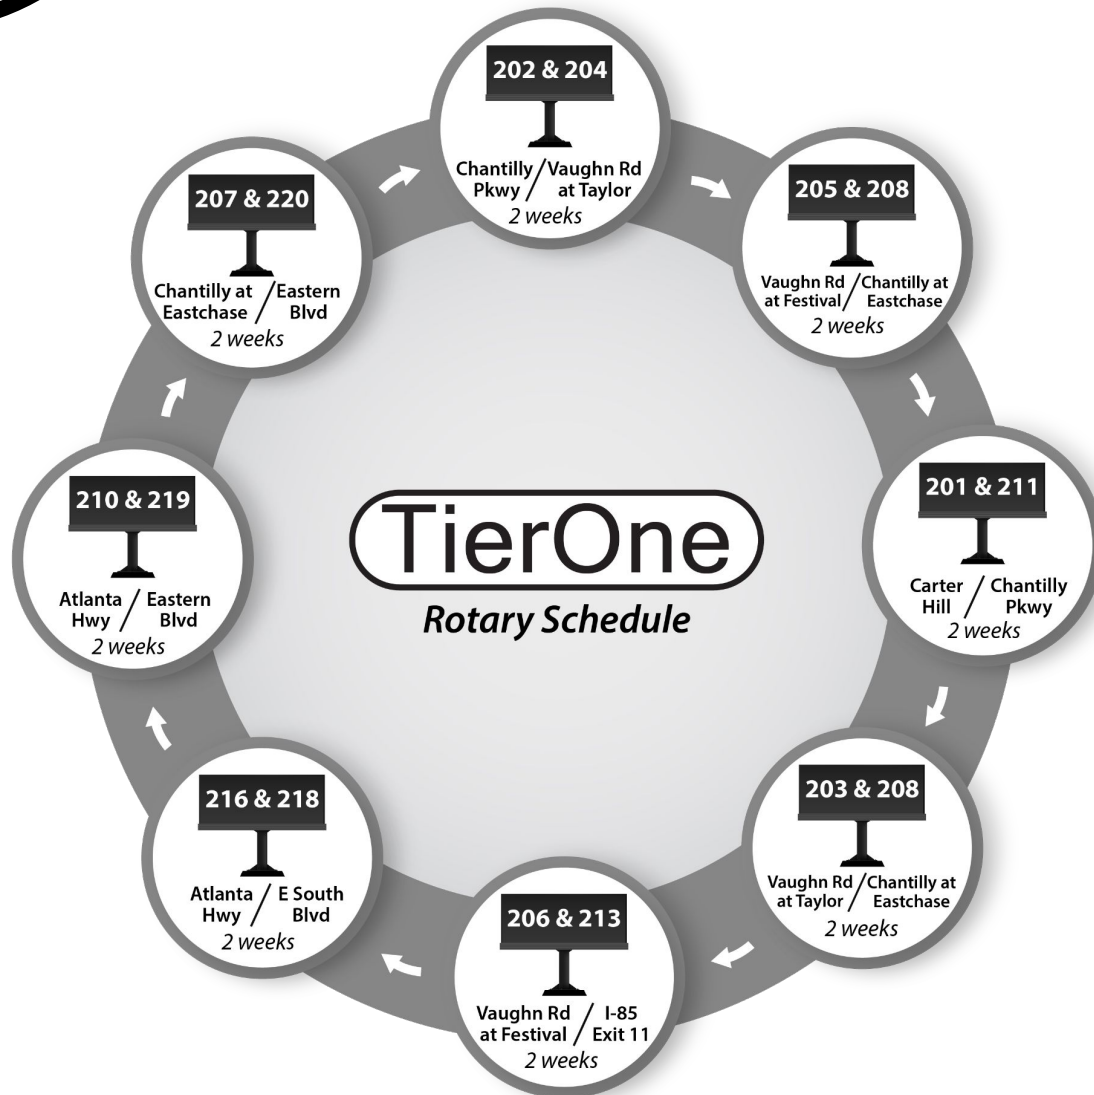 202 & 204
Chantilly / Vaughn Rd
Pkwy / at Taylor
2 weeks
205 & 208
Vaughn Rd / Chantilly at
at Festival / Eastchase
2 weeks
201 & 211
Carter / Chantilly
Hill / Pkwy
2 weeks
203 & 208
Vaughn Rd / Chantilly at
at Taylor / Eastchase
2 weeks
206 & 213
Vaughn Rd / I-85
at Festival / Exit 11
2 weeks
216 & 218
Atlanta / E South
Hwy / Blvd
2 weeks
210 & 219
Atlanta / Eastern
Hwy / Blvd
2 weeks
207 & 220
Chantilly at / Eastern
Eastchase / Blvd
2 weeks
TierOne
Rotary Schedule